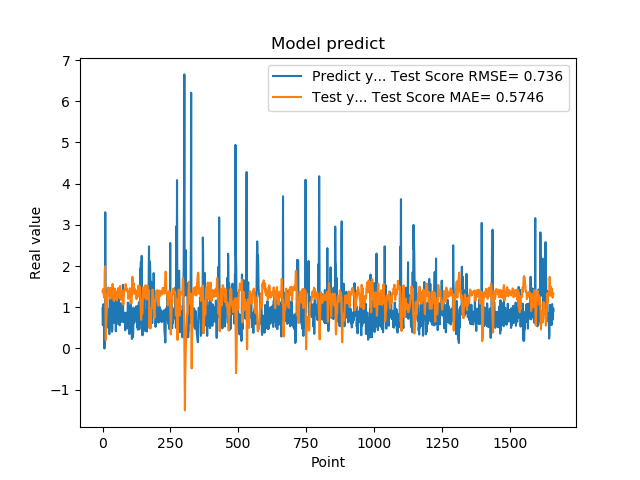 Model predict
Predict y... Test Score RMSE= 0.736
Test y... Test Score MAE= 0.5746
7
6
5
4
3
2
1
0
−1
Real value
0 250 500 750 1000 1250 1500
Point